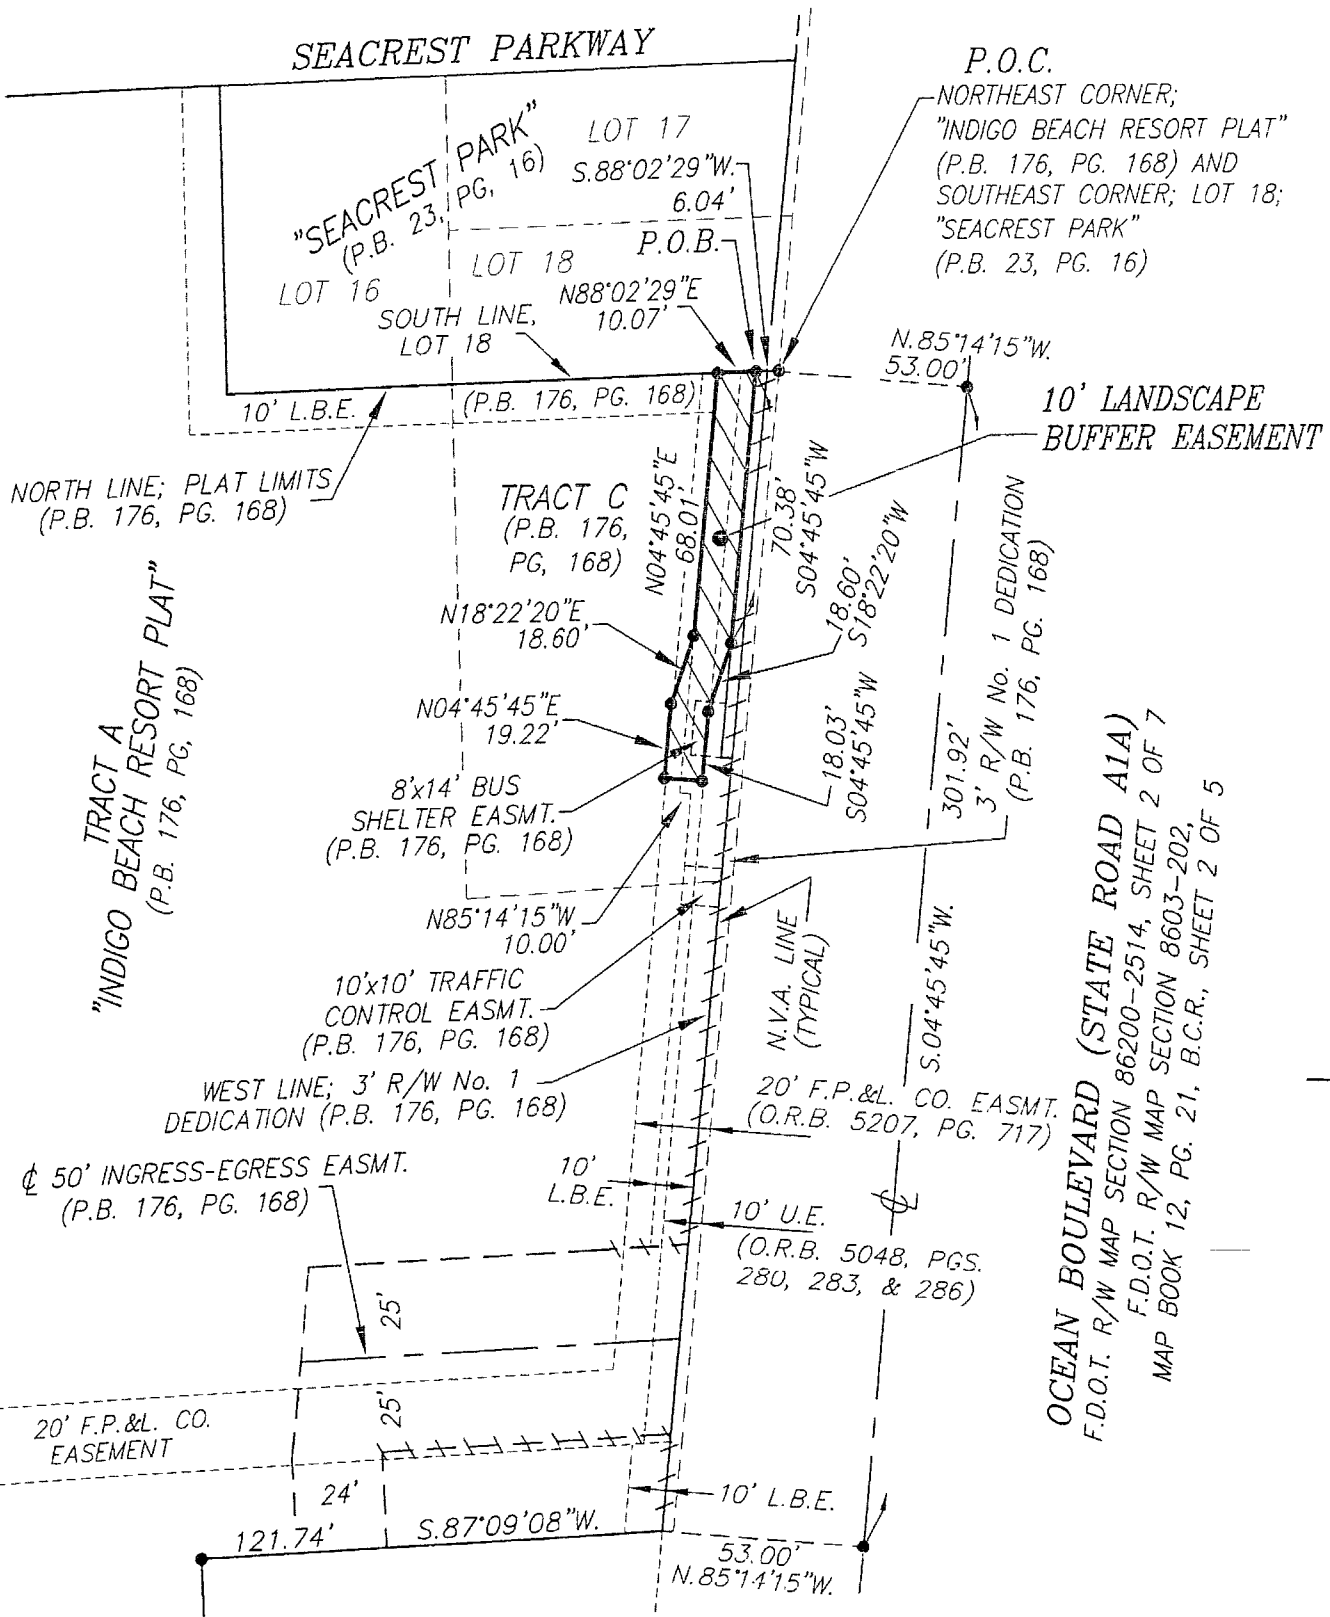 SEACREST PARKWAY
P.O.C.
NORTHEAST CORNER;
"INDIGO BEACH RESORT PLAT"
(P.B. 176, PG. 168) AND
SOUTHEAST CORNER; LOT 18;
"SEACREST PARK"
(P.B. 23, PG. 16)
"SEACREST PARK"
(P.B. 23, PG, 16)
LOT 17
S.88°02'29"W.
6.04'
P.O.B.
LOT 16
LOT 18
N88°02'29"E
10.07'
SOUTH LINE,
LOT 18
N.85°14'15"W.
53.00'
10' L.B.E.
(P.B. 176, PG. 168)
10' LANDSCAPE
BUFFER EASEMENT
NORTH LINE; PLAT LIMITS
(P.B. 176, PG. 168)
TRACT C
(P.B. 176,
PG, 168)
N04°45'45"E
68.01'
70.38'
S04°45'45"W
18.60'
S18°22'20"W
N18°22'20"E
18.60'
N04°45'45"E
19.22'
18.03'
S04°45'45"W
301.92'
3' R/W No. 1 DEDICATION
(P.B. 176, PG. 168)
TRACT A
"INDIGO BEACH RESORT PLAT"
(P.B. 176, PG, 168)
8'x14' BUS
SHELTER EASMT.
(P.B. 176, PG. 168)
N85°14'15"W
10.00'
10'x10' TRAFFIC
CONTROL EASMT.
(P.B. 176, PG. 168)
N.V.A. LINE
(TYPICAL)
S.04°45'45"W.
WEST LINE; 3' R/W No. 1
DEDICATION (P.B. 176, PG. 168)
20' F.P.&L. CO. EASMT.
(O.R.B. 5207, PG. 717)
OCEAN BOULEVARD (STATE ROAD A1A)
F.D.O.T. R/W MAP SECTION 86200-2514, SHEET 2 OF 7
F.D.O.T. R/W MAP SECTION 8603-202,
MAP BOOK 12, PG. 21, B.C.R., SHEET 2 OF 5
℄ 50' INGRESS-EGRESS EASMT.
(P.B. 176, PG. 168)
10'
L.B.E.
℄
10' U.E.
(O.R.B. 5048, PGS.
280, 283, & 286)
25'
25'
20' F.P.&L. CO.
EASEMENT
24'
10' L.B.E.
121.74'
S.87°09'08"W.
53.00'
N.85°14'15"W.